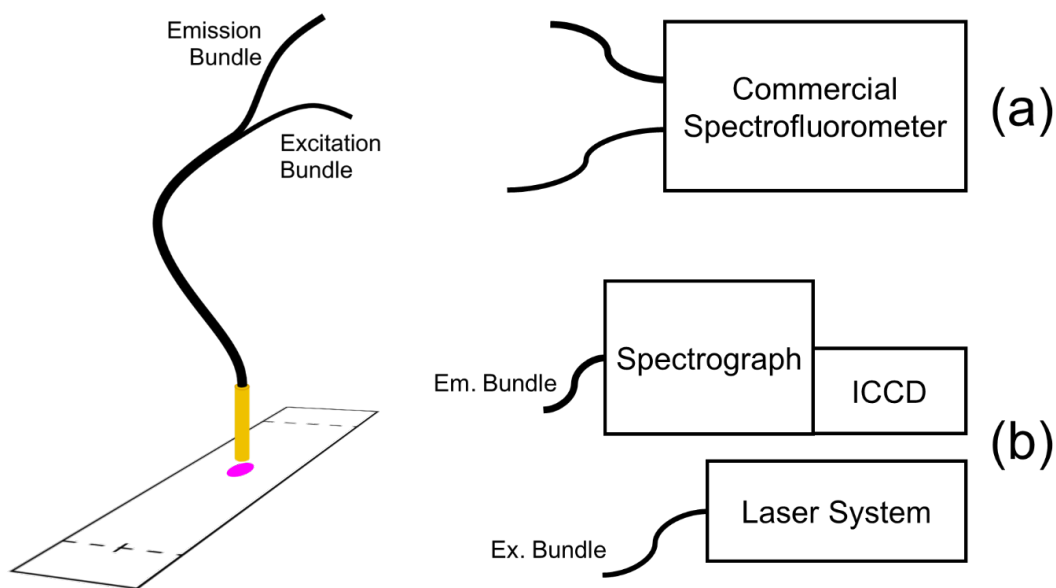 Emission
Bundle
Excitation
Bundle
Commercial
Spectrofluorometer
(a)
Spectrograph
Em. Bundle
ICCD
(b)
Laser System
Ex. Bundle